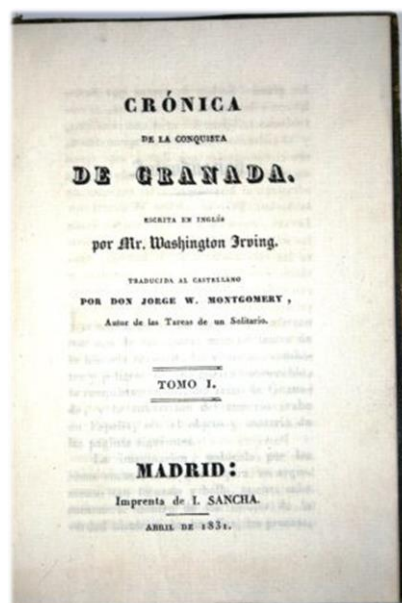 CRÓNICA
DE LA CONQUISTA
DE GRANADA.
ESCRITA EN INGLÉS
por Mr. Washington Irving.
TRADUCIDA AL CASTELLANO
POR DON JORGE W. MONTGOMERY,
Autor de las Tareas de un Solitario.
TOMO I.
MADRID:
Imprenta de I. SANCHA.
ABRIL DE 1831.